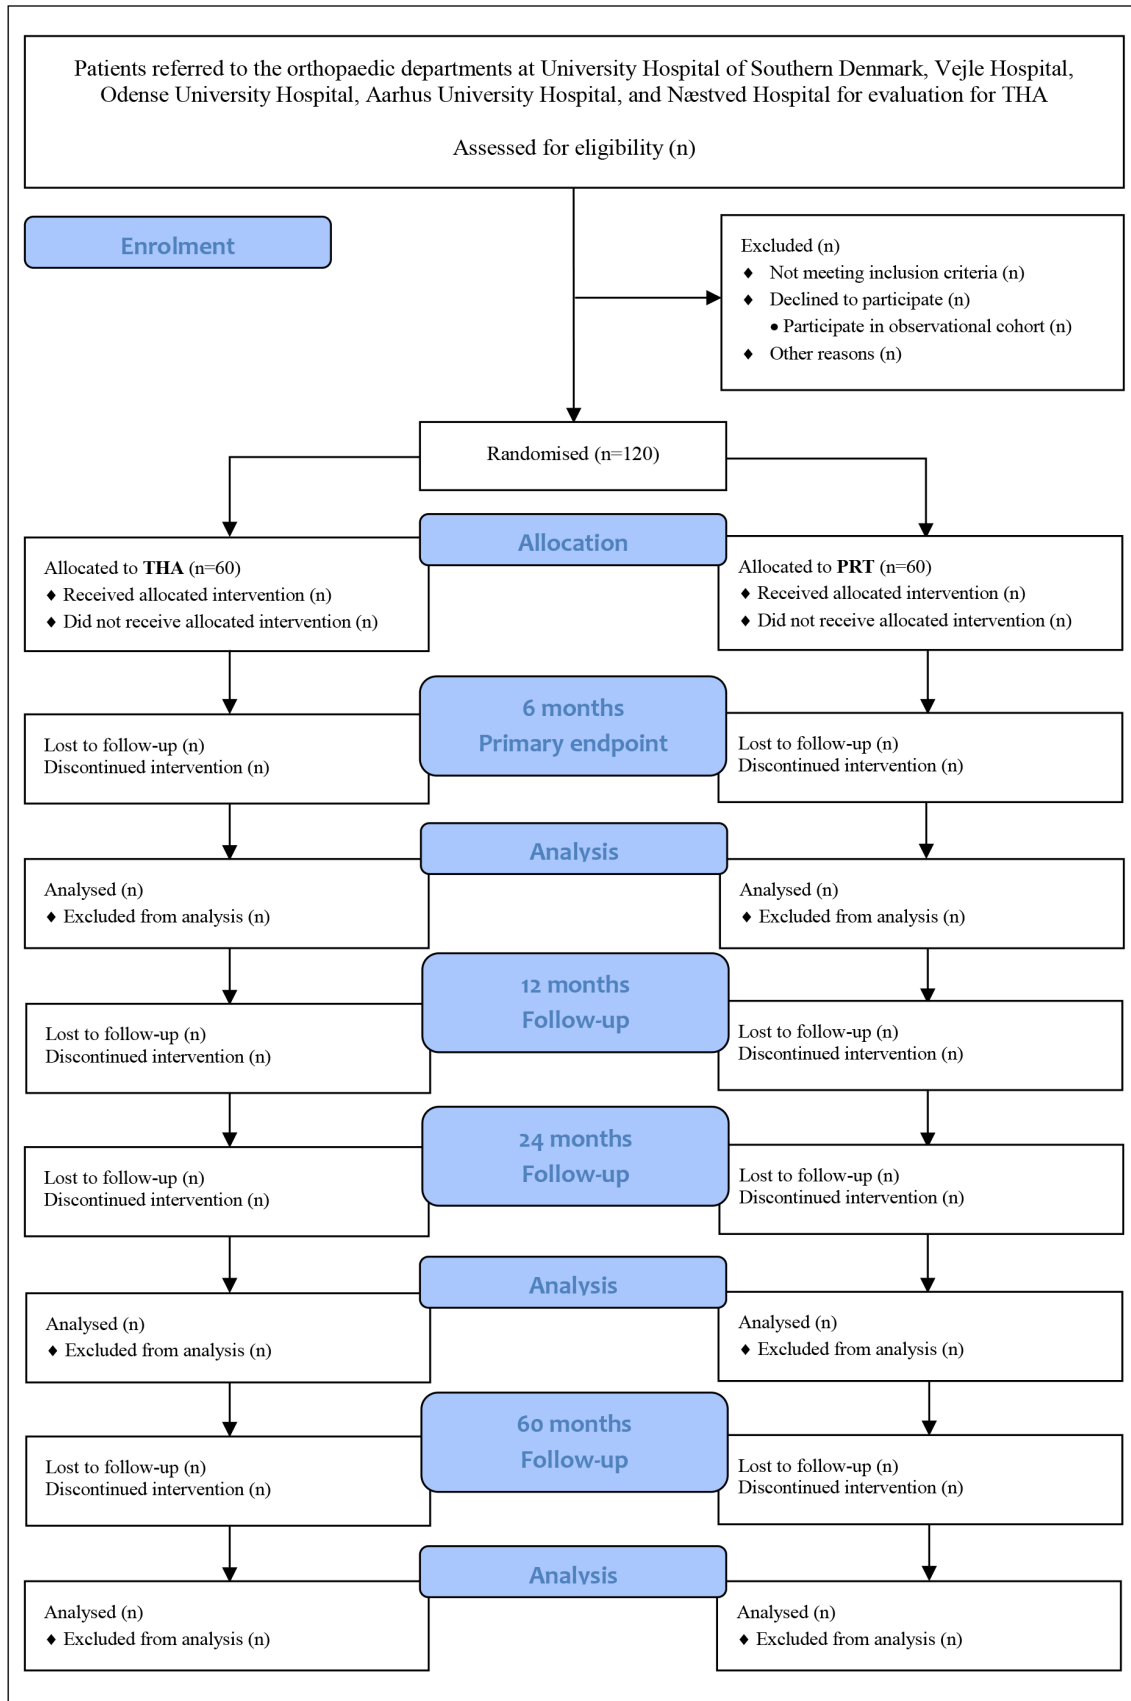 Patients referred to the orthopaedic departments at University Hospital of Southern Denmark, Vejle Hospital,
Odense University Hospital, Aarhus University Hospital, and Næstved Hospital for evaluation for THA
Assessed for eligibility (n)
Enrolment
Excluded (n)
♦ Not meeting inclusion criteria (n)
♦ Declined to participate (n)
• Participate in observational cohort (n)
♦ Other reasons (n)
Randomised (n=120)
Allocation
Allocated to THA (n=60)
♦ Received allocated intervention (n)
♦ Did not receive allocated intervention (n)
Allocated to PRT (n=60)
♦ Received allocated intervention (n)
♦ Did not receive allocated intervention (n)
6 months
Primary endpoint
Lost to follow-up (n)
Discontinued intervention (n)
Lost to follow-up (n)
Discontinued intervention (n)
Analysis
Analysed (n)
♦ Excluded from analysis (n)
Analysed (n)
♦ Excluded from analysis (n)
12 months
Follow-up
Lost to follow-up (n)
Discontinued intervention (n)
Lost to follow-up (n)
Discontinued intervention (n)
24 months
Follow-up
Lost to follow-up (n)
Discontinued intervention (n)
Lost to follow-up (n)
Discontinued intervention (n)
Analysis
Analysed (n)
♦ Excluded from analysis (n)
Analysed (n)
♦ Excluded from analysis (n)
60 months
Follow-up
Lost to follow-up (n)
Discontinued intervention (n)
Lost to follow-up (n)
Discontinued intervention (n)
Analysis
Analysed (n)
♦ Excluded from analysis (n)
Analysed (n)
♦ Excluded from analysis (n)